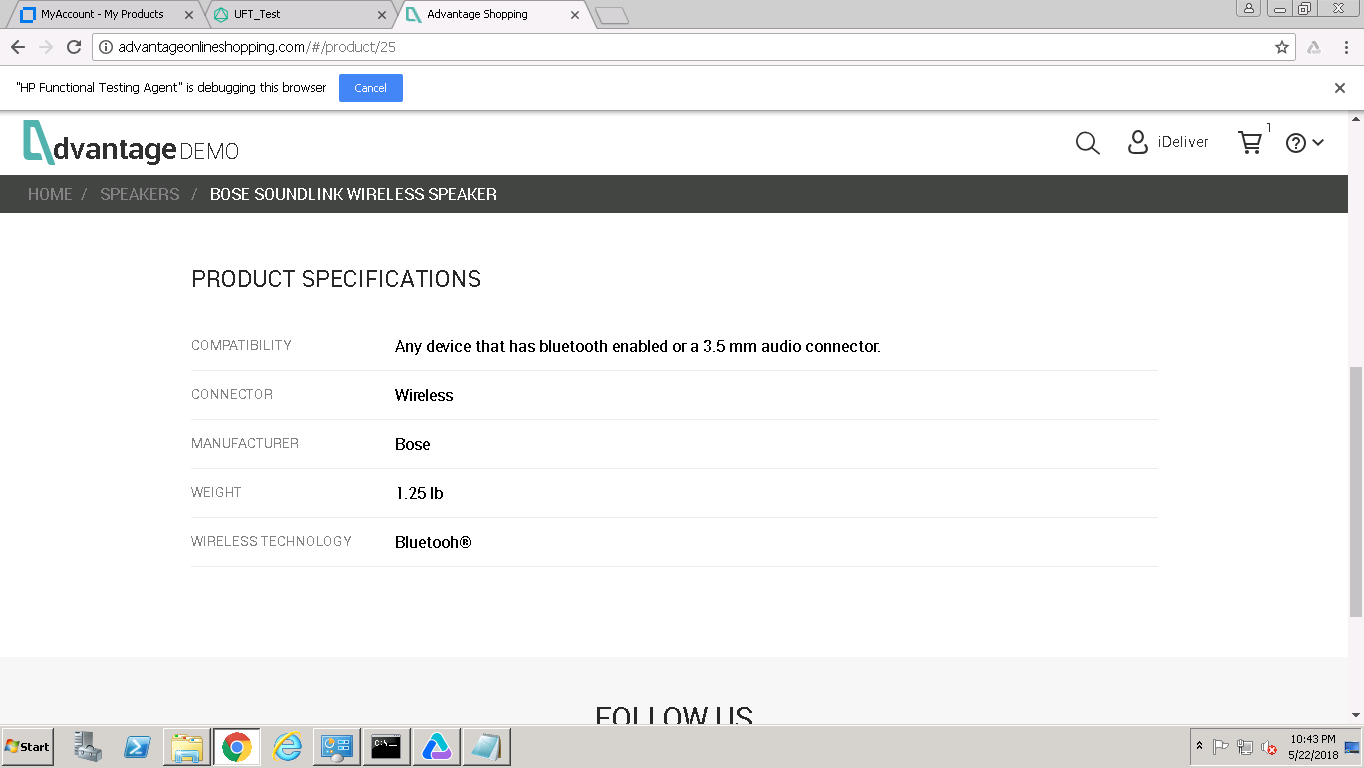 MyAccount - My Products
UFT_Test
Advantage Shopping
advantageonlineshopping.com/#/product/25
"HP Functional Testing Agent" is debugging this browser
Cancel
dvantage DEMO
iDeliver
1
HOME / SPEAKERS / BOSE SOUNDLINK WIRELESS SPEAKER
PRODUCT SPECIFICATIONS
COMPATIBILITY Any device that has bluetooth enabled or a 3.5 mm audio connector.
CONNECTOR Wireless
MANUFACTURER Bose
WEIGHT 1.25 lb
WIRELESS TECHNOLOGY Bluetooh®
FOLLOW US
Start
C:\_
10:43 PM
5/22/2018